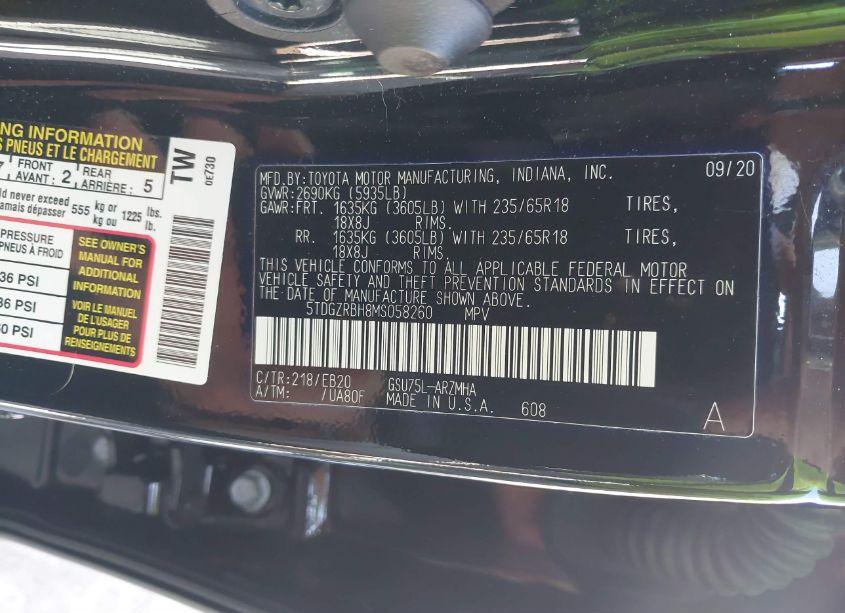 NG INFORMATION
S PNEUS ET LE CHARGEMENT
FRONT
AVANT : 2
REAR
ARRIÈRE : 5
TW
0E730
ld never exceed
amais dépasser
555 kg or
kg ou
1225 lbs.
lb.
PRESSURE
PNEUS À FROID
36 PSI
36 PSI
60 PSI
SEE OWNER'S
MANUAL FOR
ADDITIONAL
INFORMATION
VOIR LE MANUEL
DE L'USAGER
POUR PLUS DE
RENSEIGNEMENTS
MFD.BY:TOYOTA MOTOR MANUFACTURING, INDIANA, INC. 09/20
GVWR:2690KG (5935LB)
GAWR:FRT. 1635KG (3605LB) WITH 235/65R18 TIRES,
18X8J RIMS.
RR. 1635KG (3605LB) WITH 235/65R18 TIRES,
18X8J RIMS.
THIS VEHICLE CONFORMS TO ALL APPLICABLE FEDERAL MOTOR
VEHICLE SAFETY AND THEFT PREVENTION STANDARDS IN EFFECT ON
THE DATE OF MANUFACTURE SHOWN ABOVE.
5TDGZRBH8MS058260 MPV
C/TR:218/EB20 GSU75L-ARZMHA
A/TM: /UA80F MADE IN U.S.A. 608
A